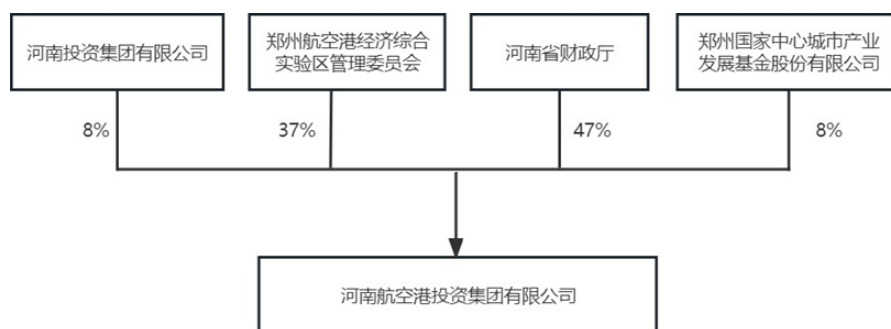 河南投资集团有限公司
郑州航空港经济综合
实验区管理委员会
河南省财政厅
郑州国家中心城市产业
发展基金股份有限公司
8%
37%
47%
8%
河南航空港投资集团有限公司